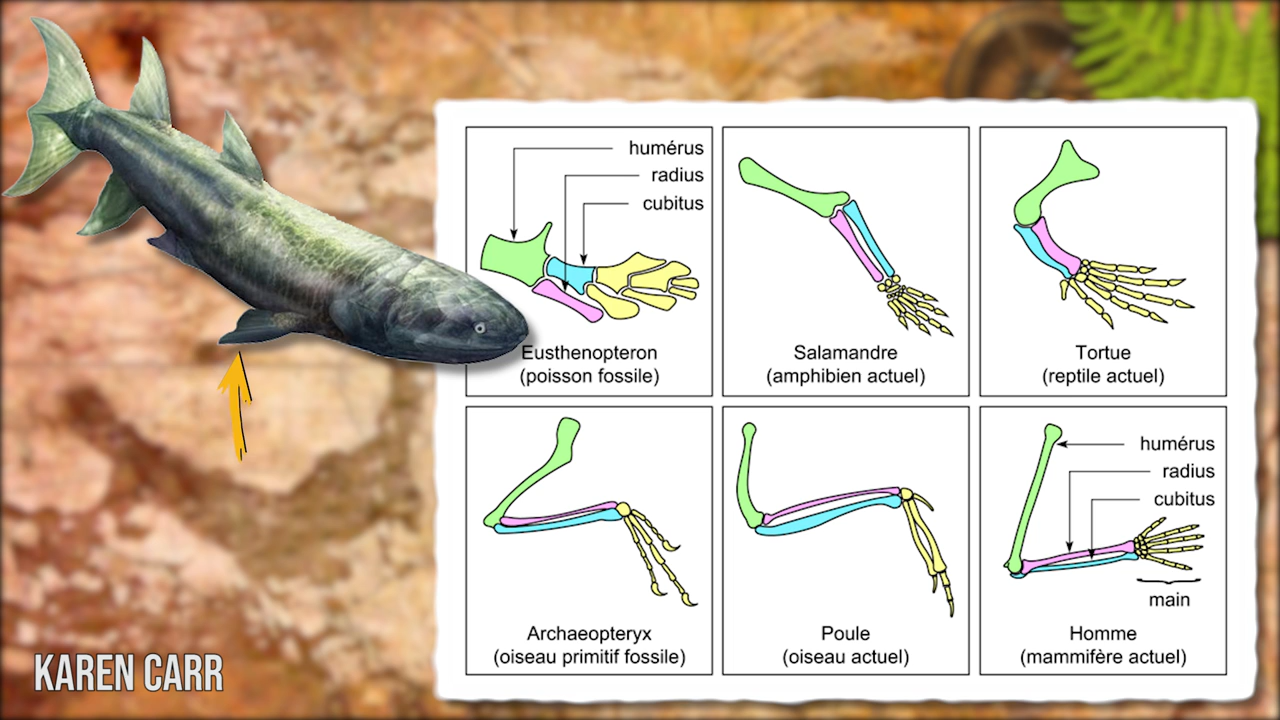 humérus
radius
cubitus
Eusthenopteron
(poisson fossile)
Salamandre
(amphibien actuel)
Tortue
(reptile actuel)
Archaeopteryx
(oiseau primitif fossile)
Poule
(oiseau actuel)
humérus
radius
cubitus
main
Homme
(mammifère actuel)
KAREN CARR